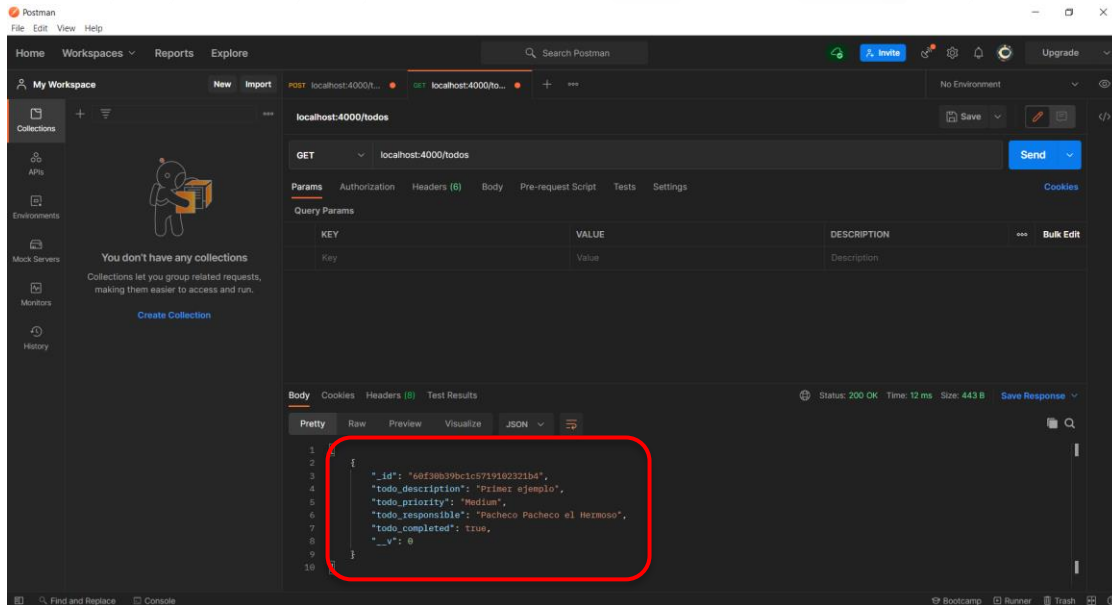 Postman
File Edit View Help
Home Workspaces Reports Explore
Search Postman
Invite
Upgrade
My Workspace
New Import
POST localhost:4000/t...
GET localhost:4000/to...
No Environment
Collections
APIs
Environments
Mock Servers
Monitors
History
You don't have any collections
Collections let you group related requests,
making them easier to access and run.
Create Collection
localhost:4000/todos
Save
GET localhost:4000/todos
Send
Params Authorization Headers (6) Body Pre-request Script Tests Settings
Cookies
Query Params
KEY VALUE DESCRIPTION Bulk Edit
Key Value Description
Body Cookies Headers (8) Test Results
Status: 200 OK Time: 12 ms Size: 443 B Save Response
Pretty Raw Preview Visualize JSON
1 [
2 {
3 "_id": "60f30b39bc1c5719102321b4",
4 "todo_description": "Primer ejemplo",
5 "todo_priority": "Medium",
6 "todo_responsible": "Pacheco Pacheco el Hermoso",
7 "todo_completed": true,
8 "__v": 0
9 }
10 ]
Find and Replace Console
Bootcamp Runner Trash